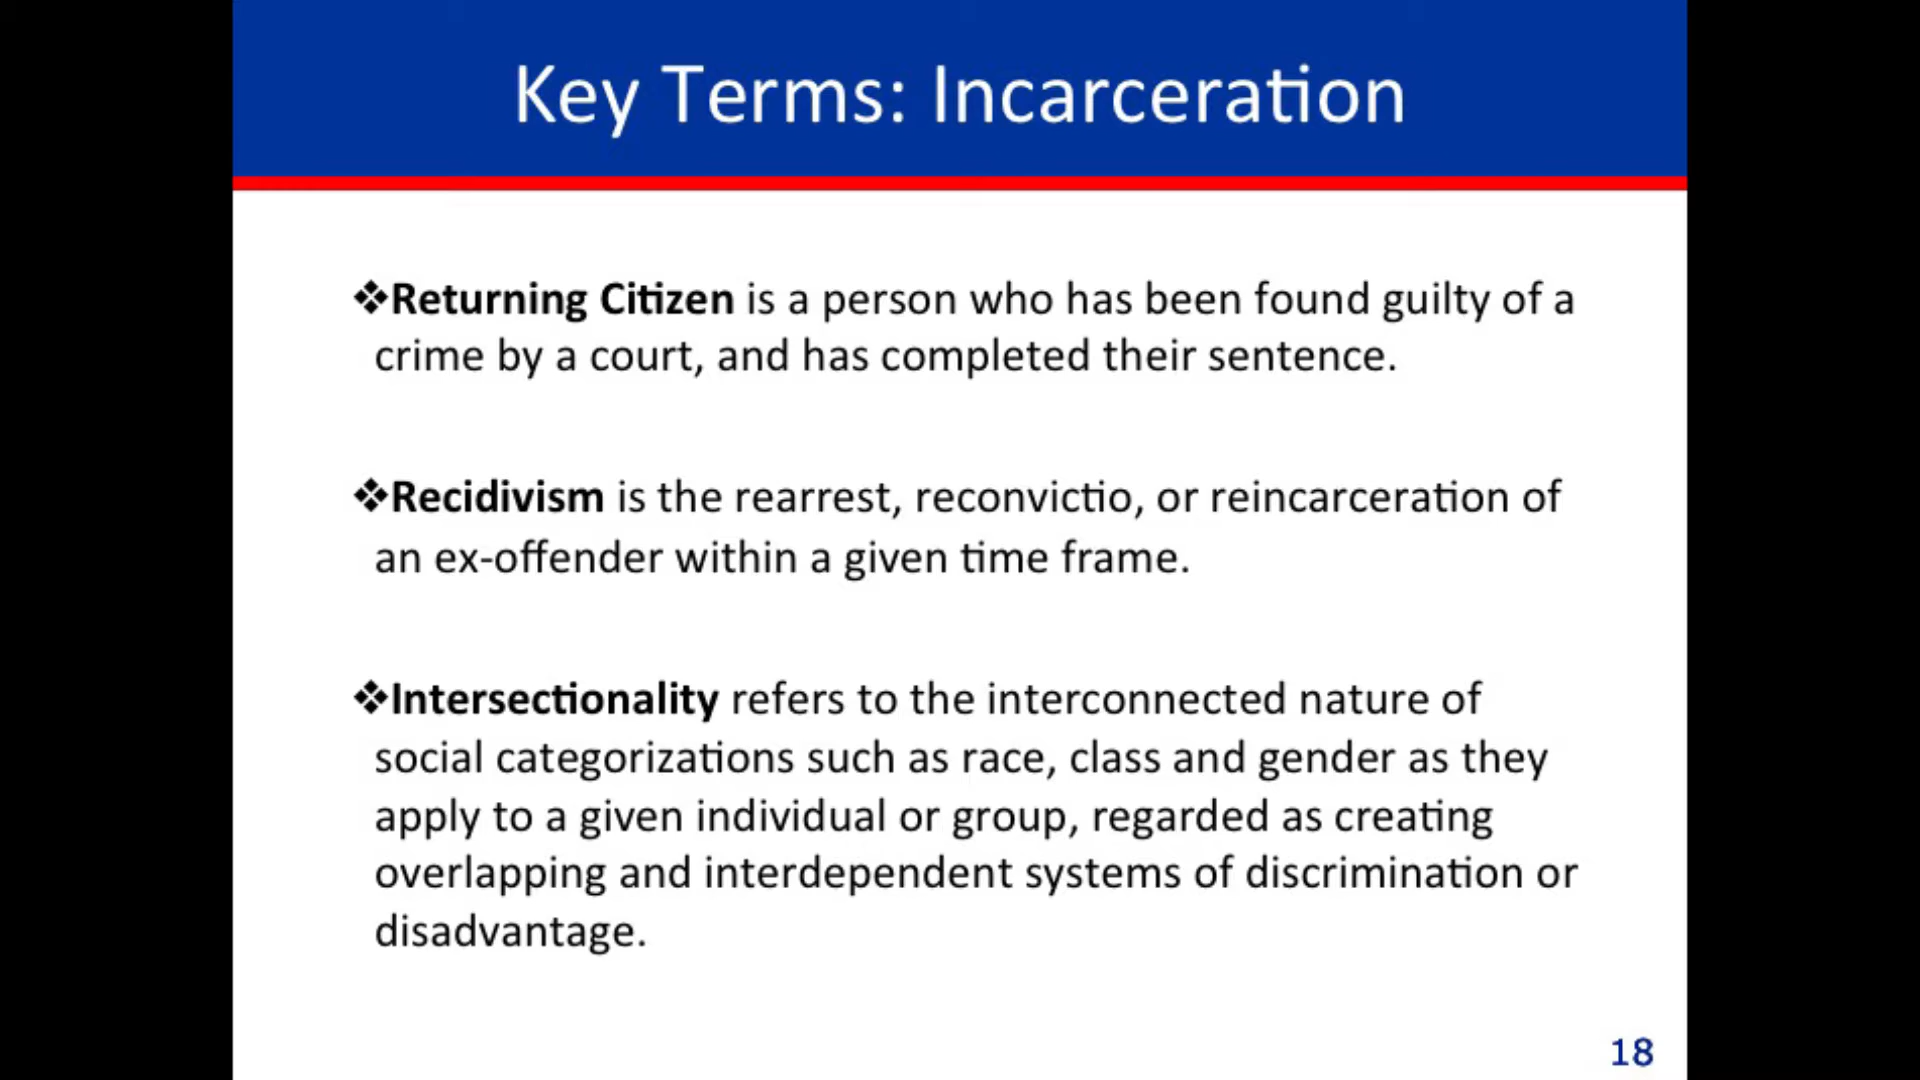 Key Terms: Incarceration
❖Returning Citizen is a person who has been found guilty of a
crime by a court, and has completed their sentence.
❖Recidivism is the rearrest, reconvictio, or reincarceration of
an ex-offender within a given time frame.
❖Intersectionality refers to the interconnected nature of
social categorizations such as race, class and gender as they
apply to a given individual or group, regarded as creating
overlapping and interdependent systems of discrimination or
disadvantage.
18